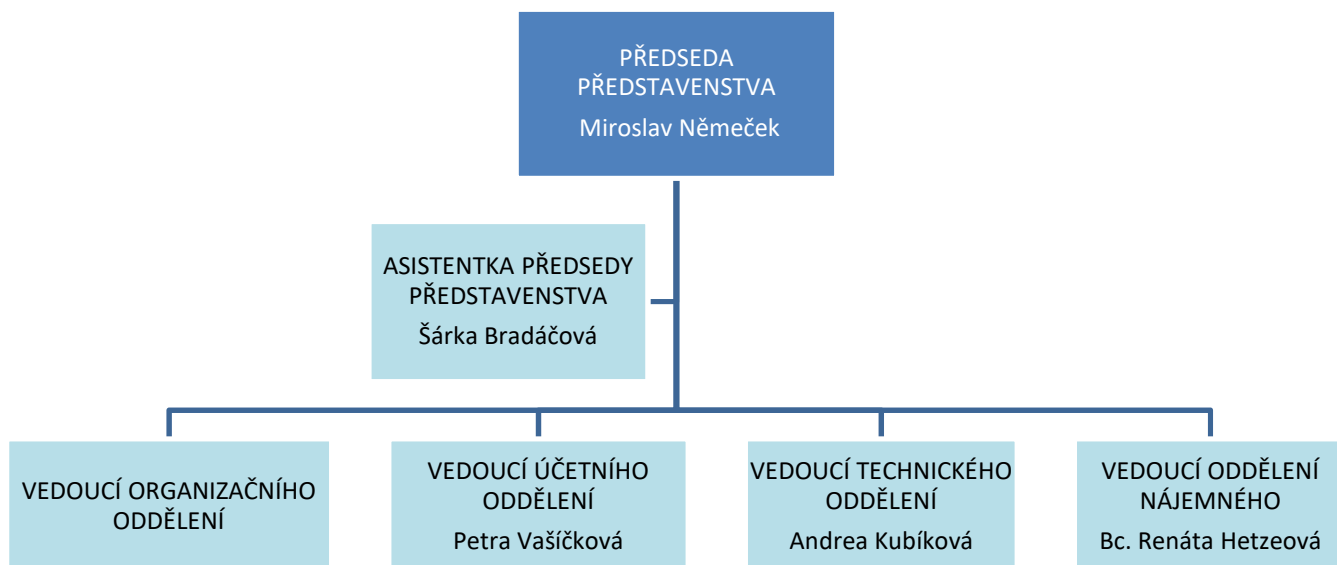 PŘEDSEDA
PŘEDSTAVENSTVA
Miroslav Němeček
ASISTENTKA PŘEDSEDY
PŘEDSTAVENSTVA
Šárka Bradáčová
VEDOUCÍ ORGANIZAČNÍHO
ODDĚLENÍ
VEDOUCÍ ÚČETNÍHO
ODDĚLENÍ
Petra Vašíčková
VEDOUCÍ TECHNICKÉHO
ODDĚLENÍ
Andrea Kubíková
VEDOUCÍ ODDĚLENÍ
NÁJEMNÉHO
Bc. Renáta Hetzeová